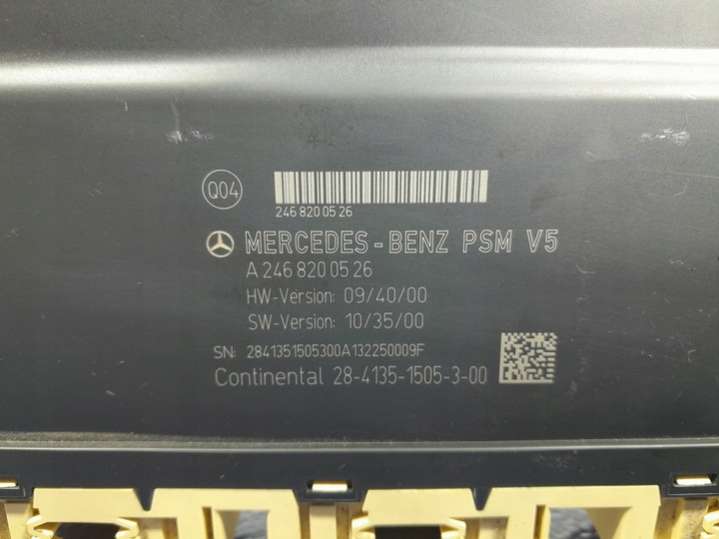 Q04
246 820 05 26
MERCEDES-BENZ PSM V5
A 246 820 05 26
HW-Version: 09/40/00
SW-Version: 10/35/00
SN: 2841351505300A132250009F
Continental 28-4135-1505-3-00